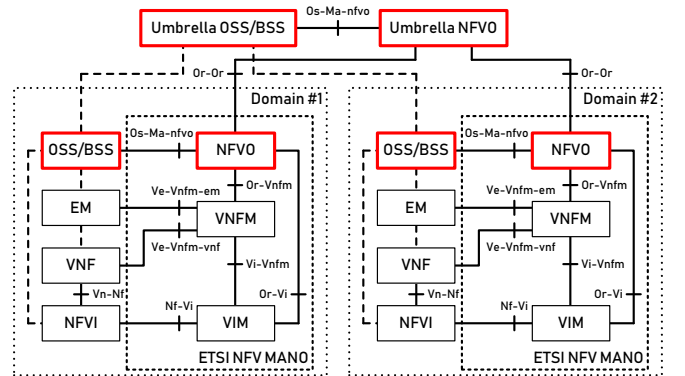 Os-Ma-nfvo
Umbrella OSS/BSS
Umbrella NFVO
Or-Or
Or-Or
Domain #1
Domain #2
Os-Ma-nfvo
Os-Ma-nfvo
OSS/BSS
NFVO
OSS/BSS
NFVO
Ve-Vnfm-em
Or-Vnfm
Ve-Vnfm-em
Or-Vnfm
EM
VNFM
EM
VNFM
Ve-Vnfm-vnf
Ve-Vnfm-vnf
VNF
Vi-Vnfm
VNF
Vi-Vnfm
Vn-Nf
Or-Vi
Vn-Nf
Or-Vi
Nf-Vi
Nf-Vi
NFVI
VIM
NFVI
VIM
ETSI NFV MANO
ETSI NFV MANO